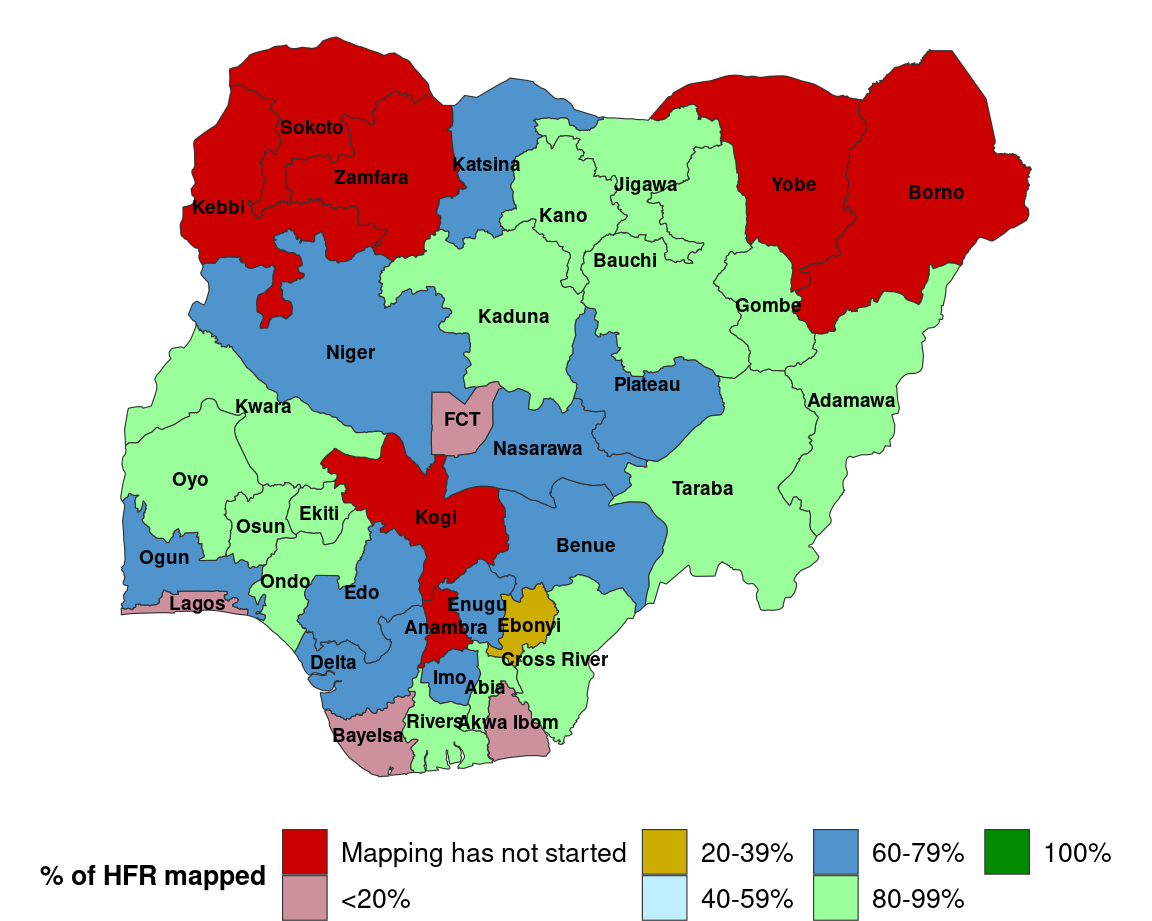 Sokoto
Katsina
Zamfara
Jigawa
Yobe
Borno
Kebbi
Kano
Bauchi
Gombe
Kaduna
Niger
Plateau
Adamawa
Kwara
FCT
Nasarawa
Oyo
Taraba
Ekiti
Kogi
Osun
Benue
Ogun
Ondo
Edo
Lagos
Enugu
Anambra
Ebonyi
Delta
Cross River
Imo
Abia
Rivers
Akwa Ibom
Bayelsa
% of HFR mapped
Mapping has not started
<20%
20-39%
40-59%
60-79%
80-99%
100%